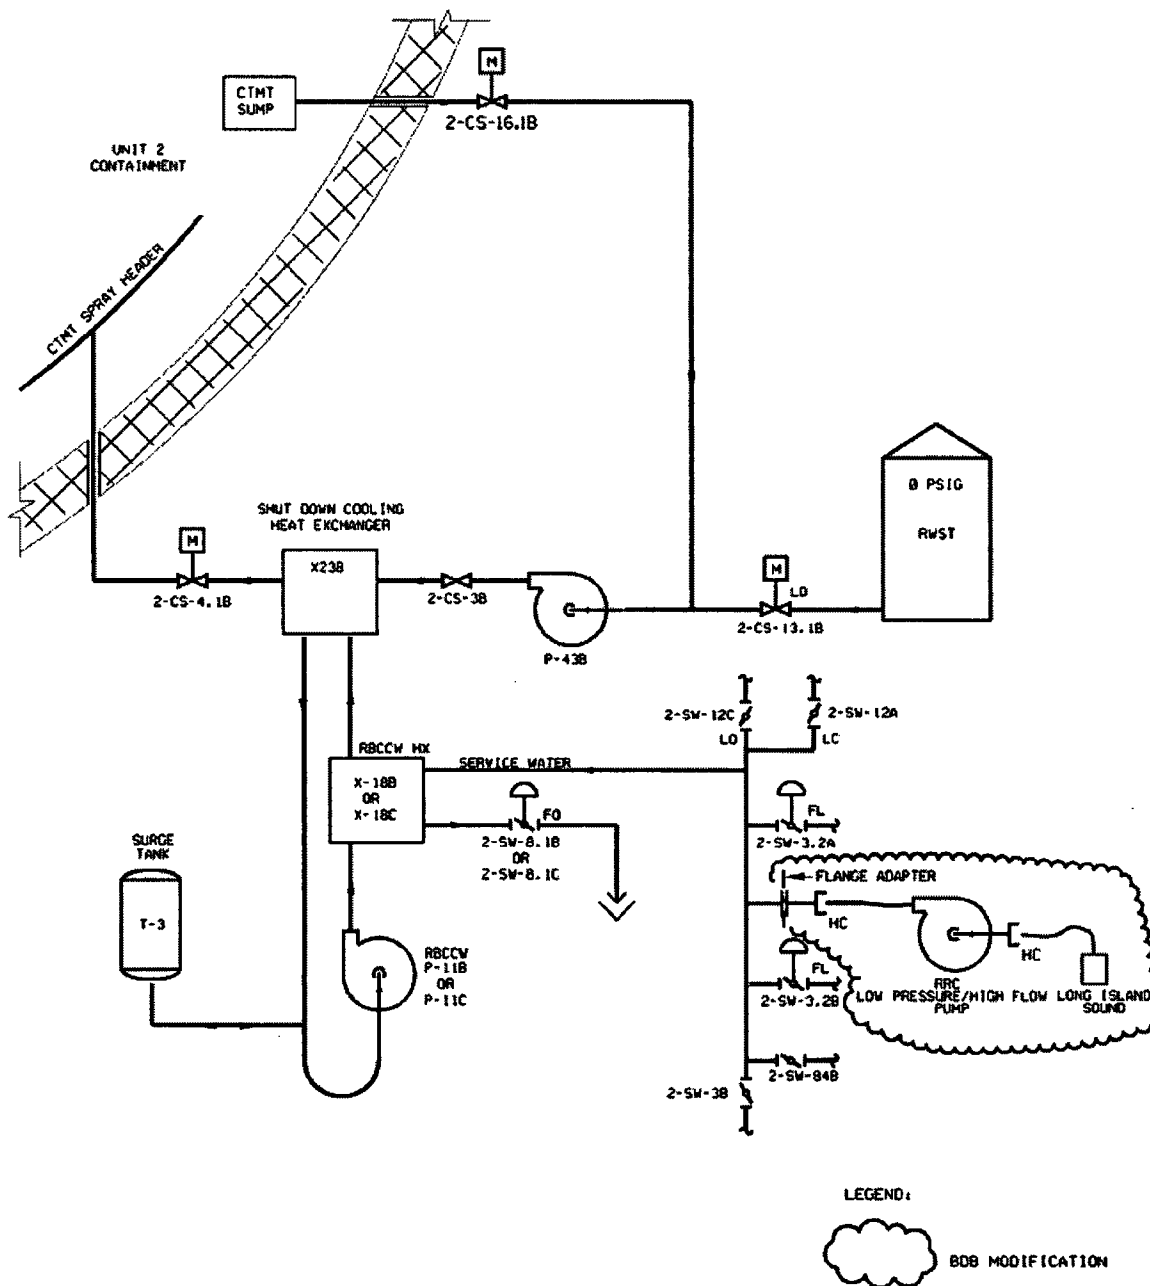 M
CTMT
SUMP
2-CS-16.1B
UNIT 2
CONTAINMENT
CTMT SPRAY HEADER
0 PSIG
RWST
SHUT DOWN COOLING
HEAT EXCHANGER
M
X23B
M
LO
2-CS-4.1B
2-CS-3B
2-CS-13.1B
P-43B
2-SW-12C
2-SW-12A
LO
LC
RBCCW HX
SERVICE WATER
X-18B
OR
X-18C
FO
2-SW-8.1B
OR
2-SW-8.1C
FL
2-SW-3.2A
SURGE
TANK
T-3
FLANGE ADAPTER
HC
HC
RBCCW
P-11B
OR
P-11C
FL
2-SW-3.2B
RRC
LOW PRESSURE/HIGH FLOW
PUMP
LONG ISLAND
SOUND
2-SW-84B
2-SW-3B
LEGEND:
BDB MODIFICATION